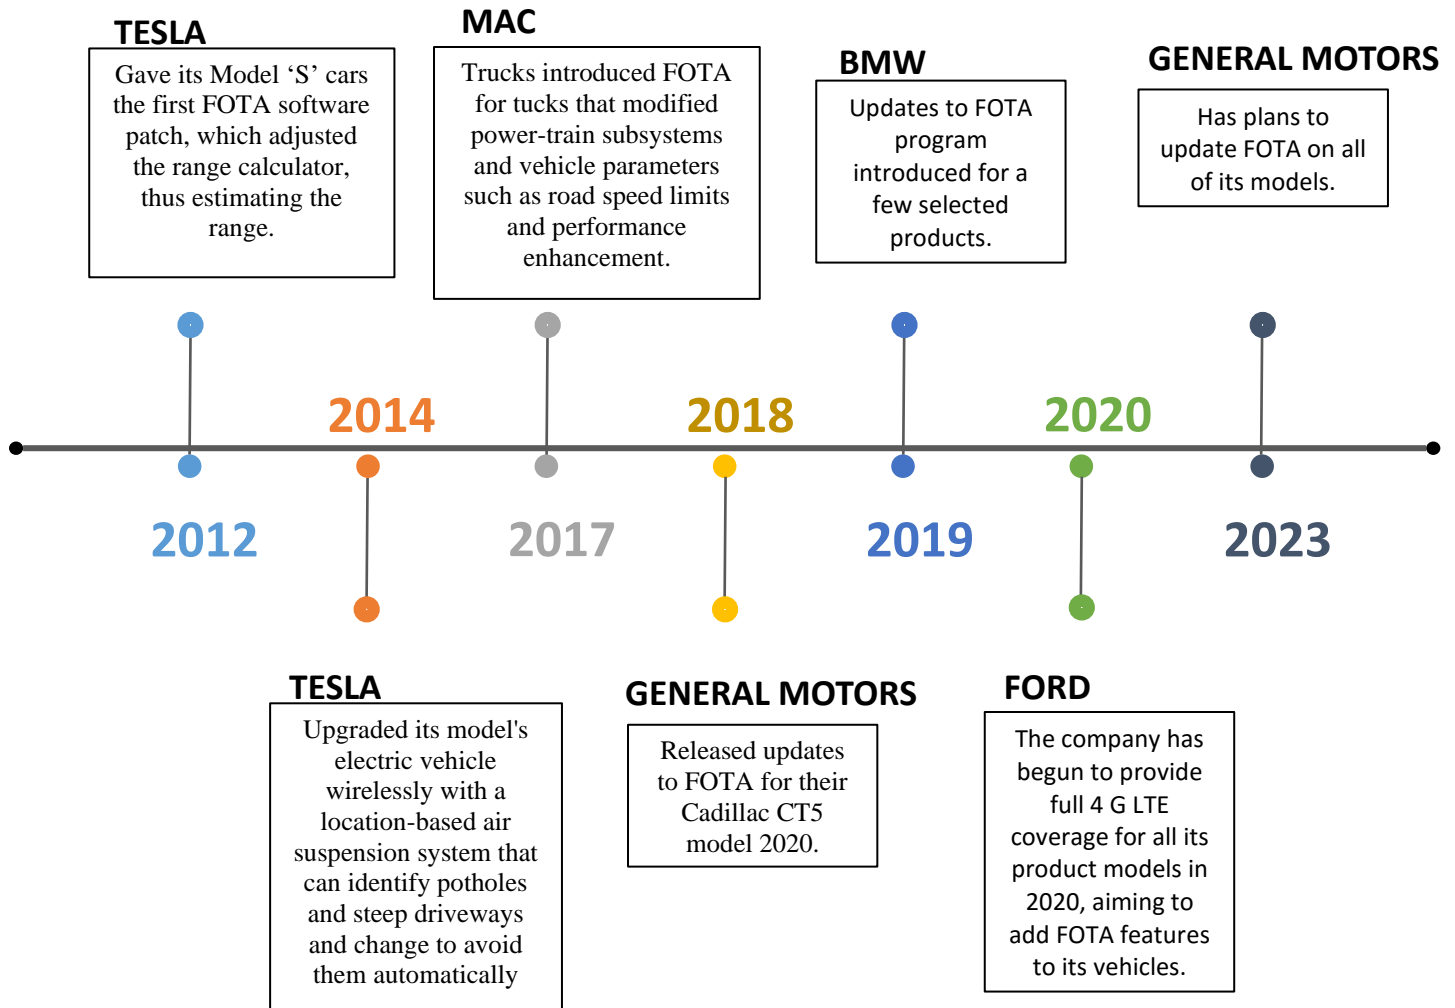 TESLA
Gave its Model ‘S’ cars
the first FOTA software
patch, which adjusted
the range calculator,
thus estimating the
range.
MAC
Trucks introduced FOTA
for tucks that modified
power-train subsystems
and vehicle parameters
such as road speed limits
and performance
enhancement.
BMW
Updates to FOTA
program
introduced for a
few selected
products.
GENERAL MOTORS
Has plans to
update FOTA on all
of its models.
2014
2018
2020
2012
2017
2019
2023
TESLA
Upgraded its model's
electric vehicle
wirelessly with a
location-based air
suspension system that
can identify potholes
and steep driveways
and change to avoid
them automatically
GENERAL MOTORS
Released updates
to FOTA for their
Cadillac CT5
model 2020.
FORD
The company has
begun to provide
full 4 G LTE
coverage for all its
product models in
2020, aiming to
add FOTA features
to its vehicles.